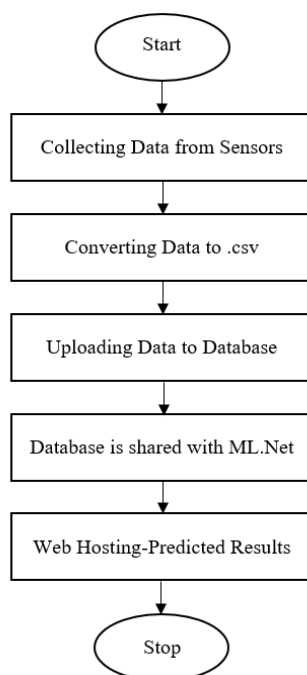 Start
Collecting Data from Sensors
Converting Data to .csv
Uploading Data to Database
Database is shared with ML.Net
Web Hosting-Predicted Results
Stop